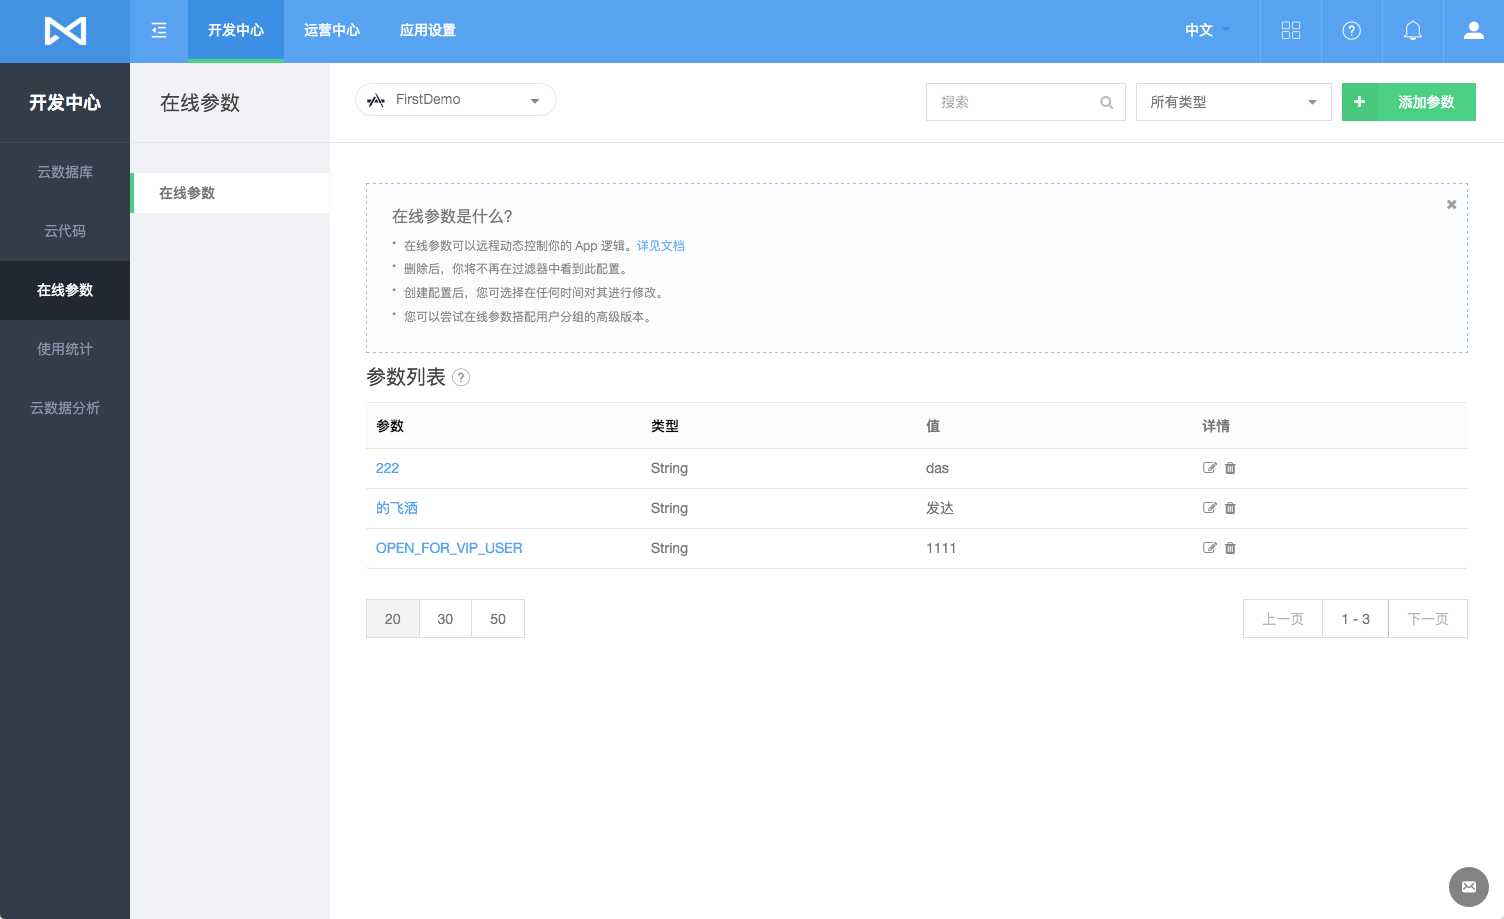 开发中心
运营中心
应用设置
中文
开发中心
云数据库
云代码
在线参数
使用统计
云数据分析
在线参数
在线参数
FirstDemo
搜索
所有类型
+ 添加参数
在线参数是什么?
* 在线参数可以远程动态控制你的 App 逻辑。详见文档
* 删除后，你将不再在过滤器中看到此配置。
* 创建配置后，您可选择在任何时间对其进行修改。
* 您可以尝试在线参数搭配用户分组的高级版本。
参数列表 ?
参数 类型 值 详情
222 String das
的飞洒 String 发达
OPEN_FOR_VIP_USER String 1111
20 30 50
上一页 1 - 3 下一页